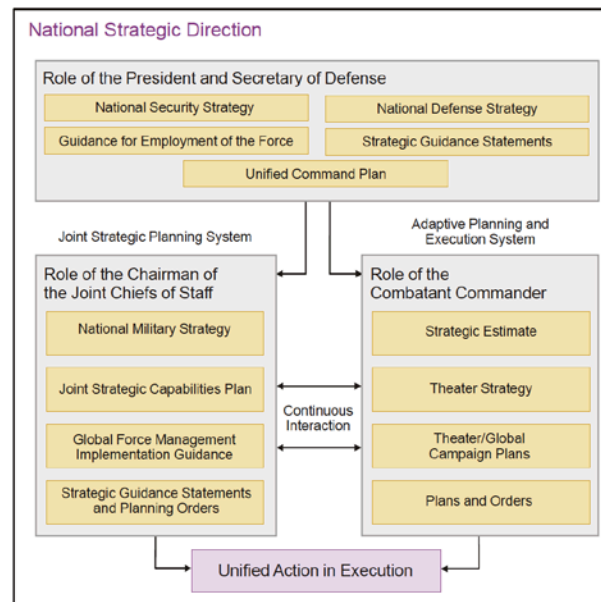 National Strategic Direction
Role of the President and Secretary of Defense
National Security Strategy
National Defense Strategy
Guidance for Employment of the Force
Strategic Guidance Statements
Unified Command Plan
Joint Strategic Planning System
Adaptive Planning and
Execution System
Role of the Chairman of
the Joint Chiefs of Staff
National Military Strategy
Joint Strategic Capabilities Plan
Global Force Management
Implementation Guidance
Strategic Guidance Statements
and Planning Orders
Continuous
Interaction
Role of the
Combatant Commander
Strategic Estimate
Theater Strategy
Theater/Global
Campaign Plans
Plans and Orders
Unified Action in Execution